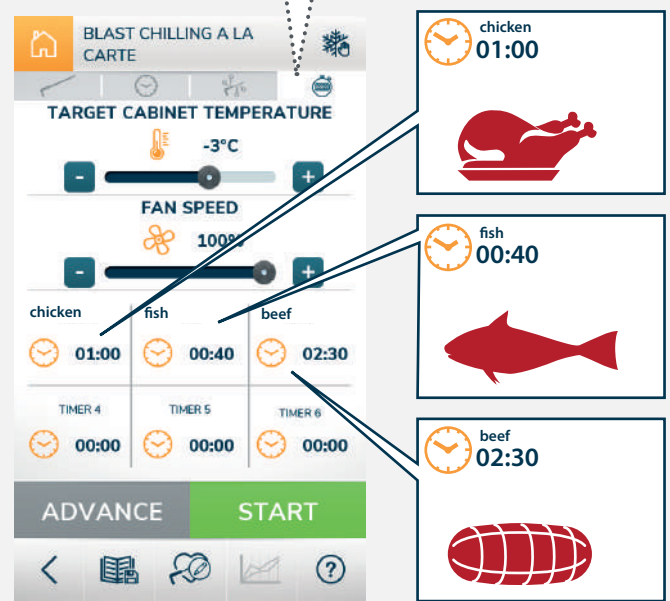 BLAST CHILLING A LA
CARTE
TARGET CABINET TEMPERATURE
-3°C
- +
FAN SPEED
100%
- +
chicken fish beef
01:00 00:40 02:30
TIMER 4 TIMER 5 TIMER 6
00:00 00:00 00:00
ADVANCE START
?
chicken
01:00
fish
00:40
beef
02:30